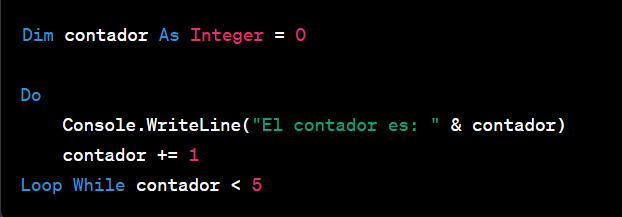 Dim contador As Integer = 0
Do
    Console.WriteLine("El contador es: " & contador)
    contador += 1
Loop While contador < 5